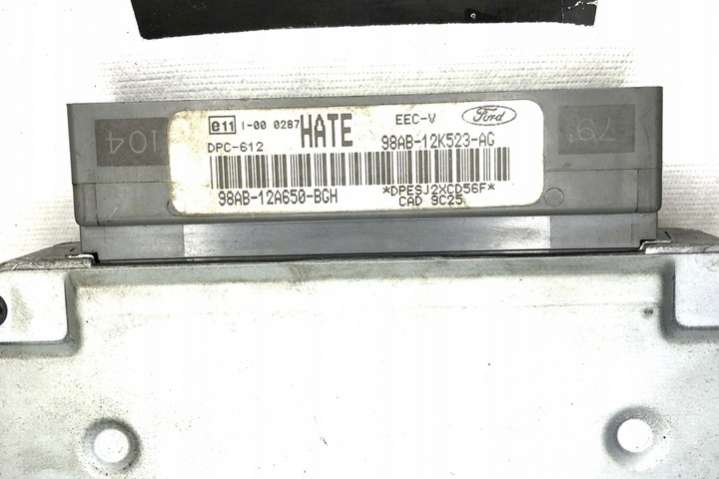 e11 1-00 0287 HATE EEC-V Ford
DPC-612 98AB-12K523-AG
98AB-12A650-BGH *DPESJ2XCD56F*
CAD 9C25
104
79